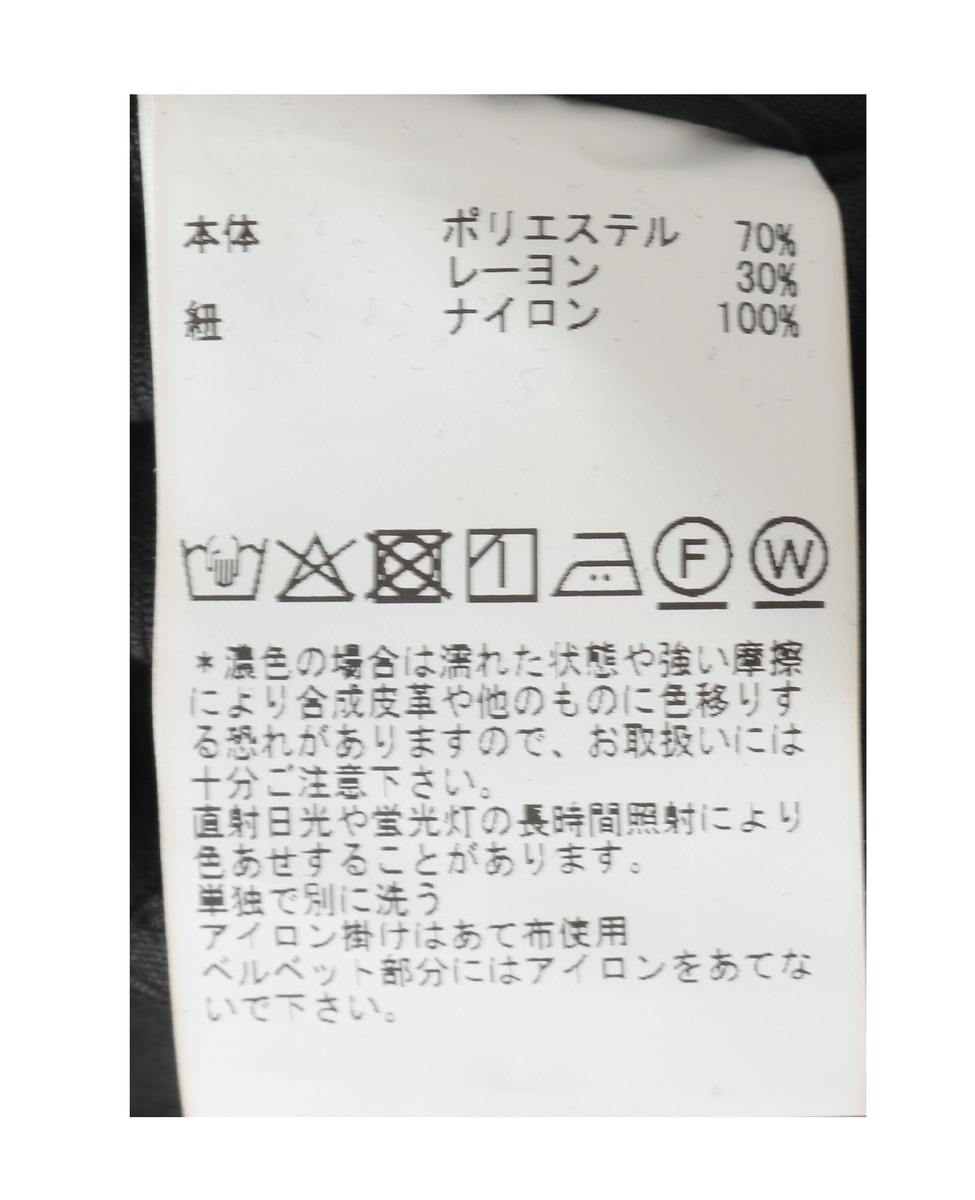 本体 ポリエステル 70%
レーヨン 30%
紐 ナイロン 100%
F W
*濃色の場合は濡れた状態や強い摩擦
により合成皮革や他のものに色移りす
る恐れがありますので、お取扱いには
十分ご注意下さい。
直射日光や蛍光灯の長時間照射により
色あせすることがあります。
単独で別に洗う
アイロン掛けはあて布使用
ベルベット部分にはアイロンをあてな
いで下さい。